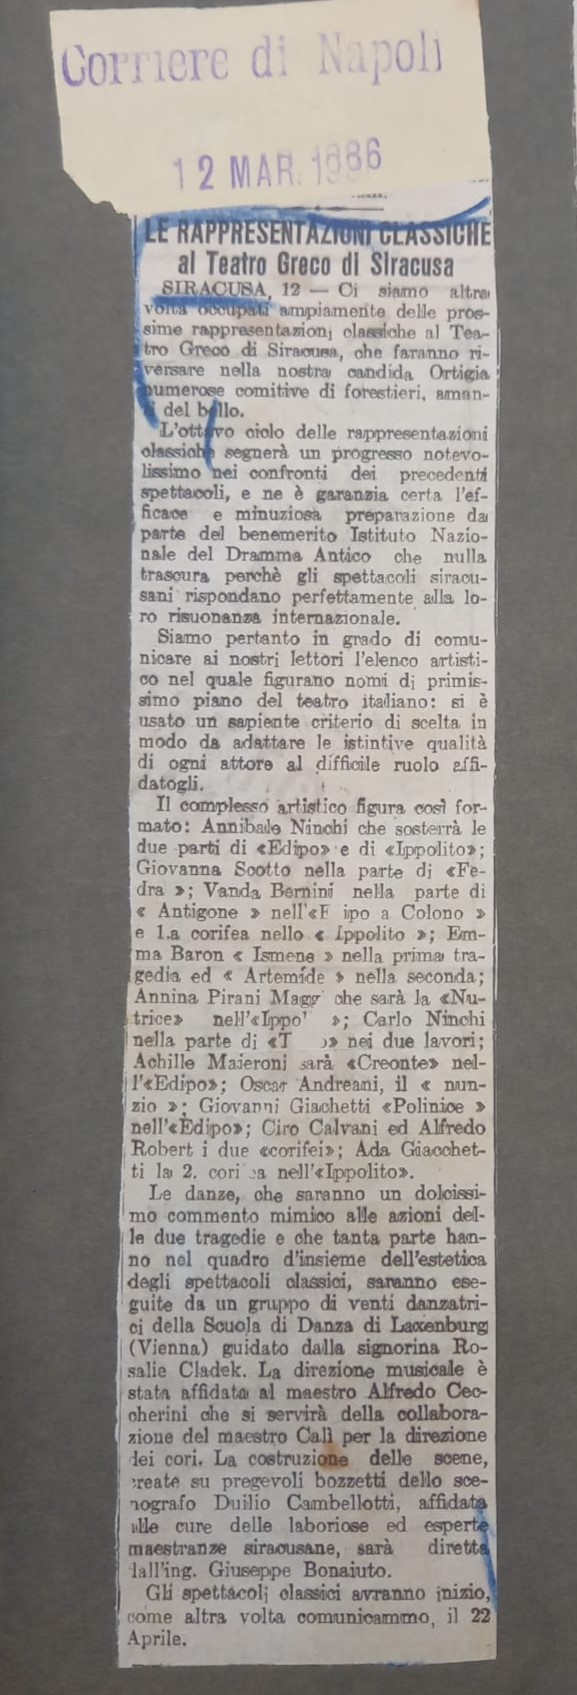 Corriere di Napoli
12 MAR. 1936
LE RAPPRESENTAZIONI CLASSICHE
al Teatro Greco di Siracusa
SIRACUSA, 12 — Ci siamo altra
volta occupati ampiamente delle pros-
sime rappresentazioni classiche al Tea-
tro Greco di Siracusa, che faranno ri-
versare nella nostra candida Ortigia
numerose comitive di forestieri, aman-
ti del bello.
L'ottavo ciclo delle rappresentazioni
classiche segnerà un progresso notevo-
lissimo nei confronti dei precedenti
spettacoli, e ne è garanzia certa l'ef-
ficace e minuziosa preparazione da
parte del benemerito Istituto Nazio-
nale del Dramma Antico che nulla
trascura perchè gli spettacoli siracu-
sani rispondano perfettamente alla lo-
ro risuonanza internazionale.
Siamo pertanto in grado di comu-
nicare ai nostri lettori l'elenco artisti-
co nel quale figurano nomi di primis-
simo piano del teatro italiano: si è
usato un sapiente criterio di scelta in
modo da adattare le istintive qualità
di ogni attore al difficile ruolo affi-
datogli.
Il complesso artistico figura così for-
mato: Annibale Ninchi che sosterrà le
due parti di «Edipo» e di «Ippolito»;
Giovanna Scotto nella parte di «Fe-
dra »; Vanda Bernini nella parte di
« Antigone » nell'«E ipo a Colono »
e 1.a corifea nello « Ippolito »; Em-
ma Baron « Ismene » nella prima tra-
gedia ed « Artemide » nella seconda;
Annina Pirani Magg che sarà la «Nu-
trice» nell'«Ippo »; Carlo Ninchi
nella parte di «T o» nei due lavori;
Achille Majeroni sarà «Creonte» nel-
l'«Edipo»; Oscar Andreani, il « nun-
zio »; Giovanni Giachetti «Polinice »
nell'«Edipo»; Ciro Calvani ed Alfredo
Robert i due «corifei»; Ada Giacchet-
ti la 2. cori ea nell'«Ippolito».
Le danze, che saranno un dolcissi-
mo commento mimico alle azioni del-
le due tragedie e che tanta parte han-
no nel quadro d'insieme dell'estetica
degli spettacoli classici, saranno ese-
guite da un gruppo di venti danzatri-
ci della Scuola di Danza di Laxenburg
(Vienna) guidato dalla signorina Ro-
salie Cladek. La direzione musicale è
stata affidata al maestro Alfredo Cec-
cherini che si servirà della collabora-
zione del maestro Calì per la direzione
dei cori. La costruzione delle scene,
create su pregevoli bozzetti dello sce-
nografo Duilio Cambellotti, affidata
alle cure delle laboriose ed esperte
maestranze siracusane, sarà diretta
dall'ing. Giuseppe Bonaiuto.
Gli spettacoli classici avranno inizio,
come altra volta comunicammo, il 22
Aprile.